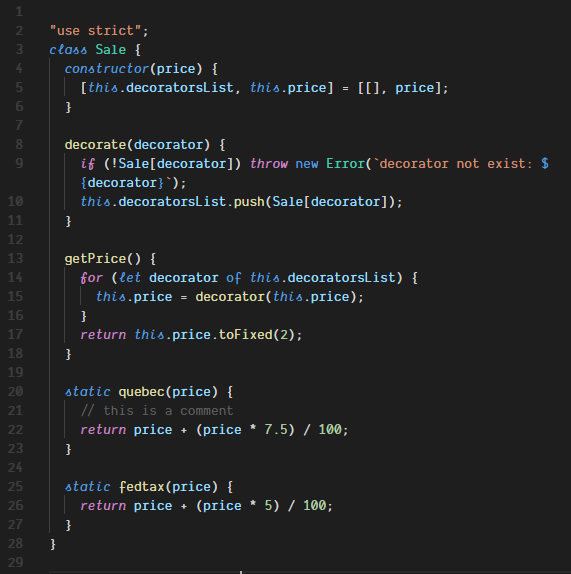 1
2 "use strict";
3 class Sale {
4 constructor(price) {
5 [this.decoratorsList, this.price] = [[], price];
6 }
7
8 decorate(decorator) {
9 if (!Sale[decorator]) throw new Error(`decorator not exist: $
{decorator}`);
10 this.decoratorsList.push(Sale[decorator]);
11 }
12
13 getPrice() {
14 for (let decorator of this.decoratorsList) {
15 this.price = decorator(this.price);
16 }
17 return this.price.toFixed(2);
18 }
19
20 static quebec(price) {
21 // this is a comment
22 return price + (price * 7.5) / 100;
23 }
24
25 static fedtax(price) {
26 return price + (price * 5) / 100;
27 }
28 }
29